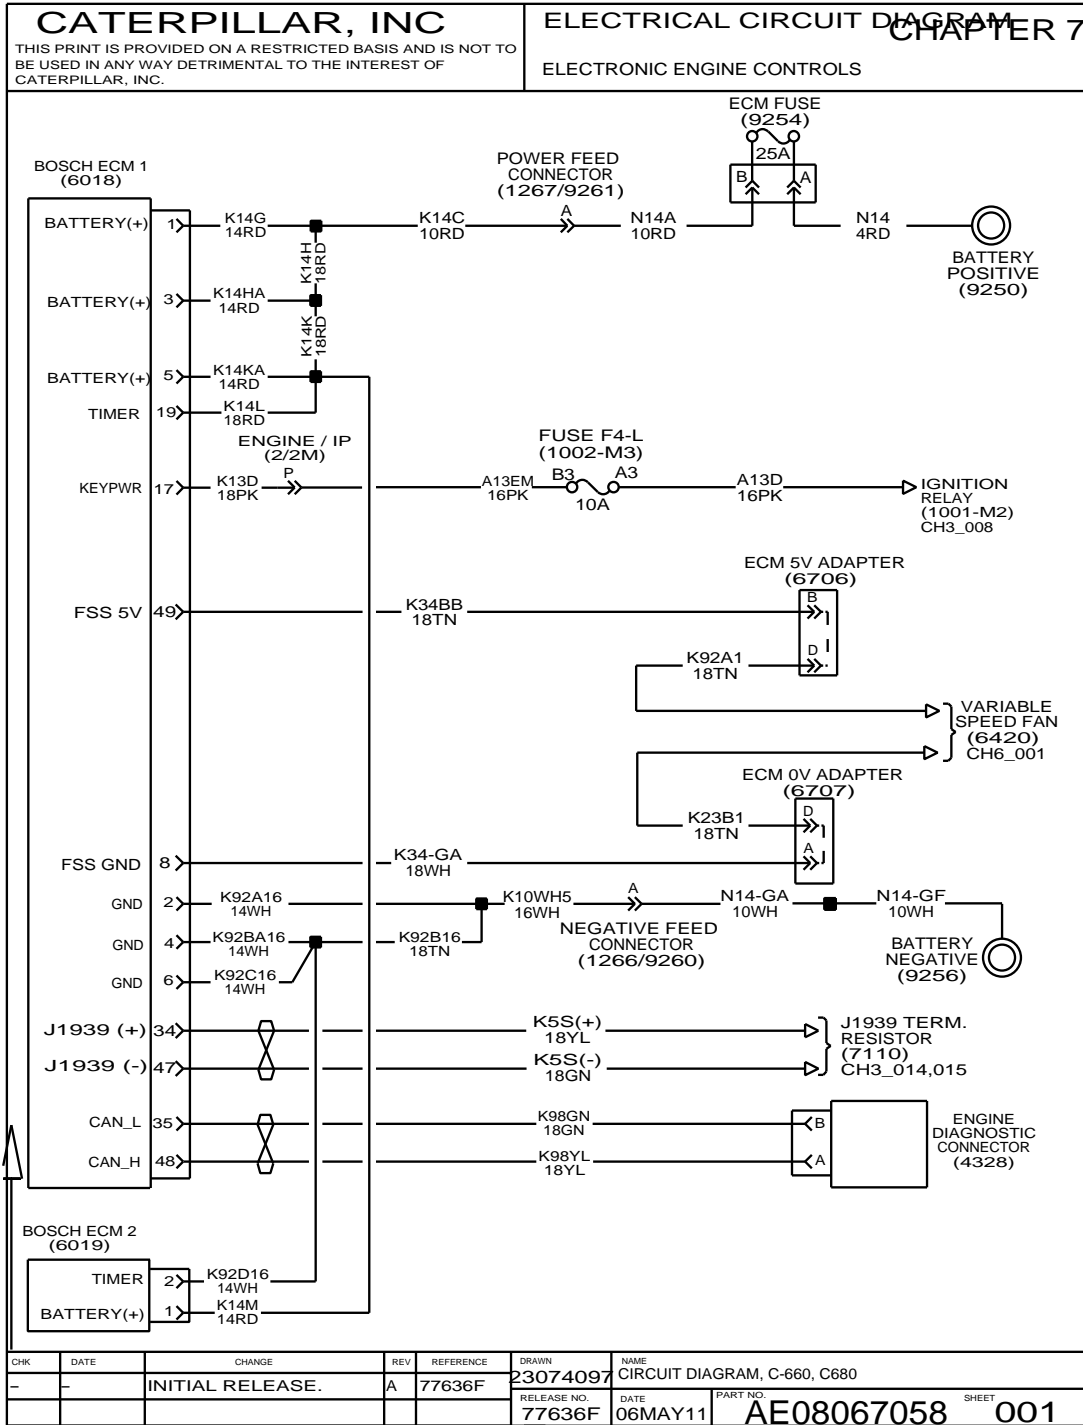 CATERPILLAR, INC
THIS PRINT IS PROVIDED ON A RESTRICTED BASIS AND IS NOT TO
BE USED IN ANY WAY DETRIMENTAL TO THE INTEREST OF
CATERPILLAR, INC.
ELECTRICAL CIRCUIT DIAGRAM
CHAPTER 7
ELECTRONIC ENGINE CONTROLS
ECM FUSE
(9254)
25A
B
A
BOSCH ECM 1
(6018)
POWER FEED
CONNECTOR
(1267/9261)
A
BATTERY(+)
1
K14G
14RD
K14C
10RD
N14A
10RD
N14
4RD
BATTERY
POSITIVE
(9250)
K14H
18RD
BATTERY(+)
3
K14HA
14RD
K14K
18RD
BATTERY(+)
5
K14KA
14RD
TIMER
19
K14L
18RD
ENGINE / IP
(2/2M)
P
FUSE F4-L
(1002-M3)
B3
A3
10A
KEYPWR
17
K13D
18PK
A13EM
16PK
A13D
16PK
IGNITION
RELAY
(1001-M2)
CH3_008
ECM 5V ADAPTER
(6706)
B
D
FSS 5V
49
K34BB
18TN
K92A1
18TN
VARIABLE
SPEED FAN
(6420)
CH6_001
ECM 0V ADAPTER
(6707)
D
A
K23B1
18TN
FSS GND
8
K34-GA
18WH
GND
2
K92A16
14WH
K10WH5
16WH
A
N14-GA
10WH
N14-GF
10WH
NEGATIVE FEED
CONNECTOR
(1266/9260)
BATTERY
NEGATIVE
(9256)
GND
4
K92BA16
14WH
K92B16
18TN
GND
6
K92C16
14WH
J1939 (+)
34
K5S(+)
18YL
J1939 TERM.
RESISTOR
(7110)
CH3_014,015
J1939 (-)
47
K5S(-)
18GN
CAN_L
35
K98GN
18GN
B
ENGINE
DIAGNOSTIC
CONNECTOR
(4328)
CAN_H
48
K98YL
18YL
A
BOSCH ECM 2
(6019)
TIMER
2
K92D16
14WH
BATTERY(+)
1
K14M
14RD
CHK
DATE
CHANGE
REV
REFERENCE
DRAWN
23074097
NAME
CIRCUIT DIAGRAM, C-660, C680
–
–
INITIAL RELEASE.
A
77636F
RELEASE NO.
77636F
DATE
06MAY11
PART NO.
AE08067058
SHEET
001